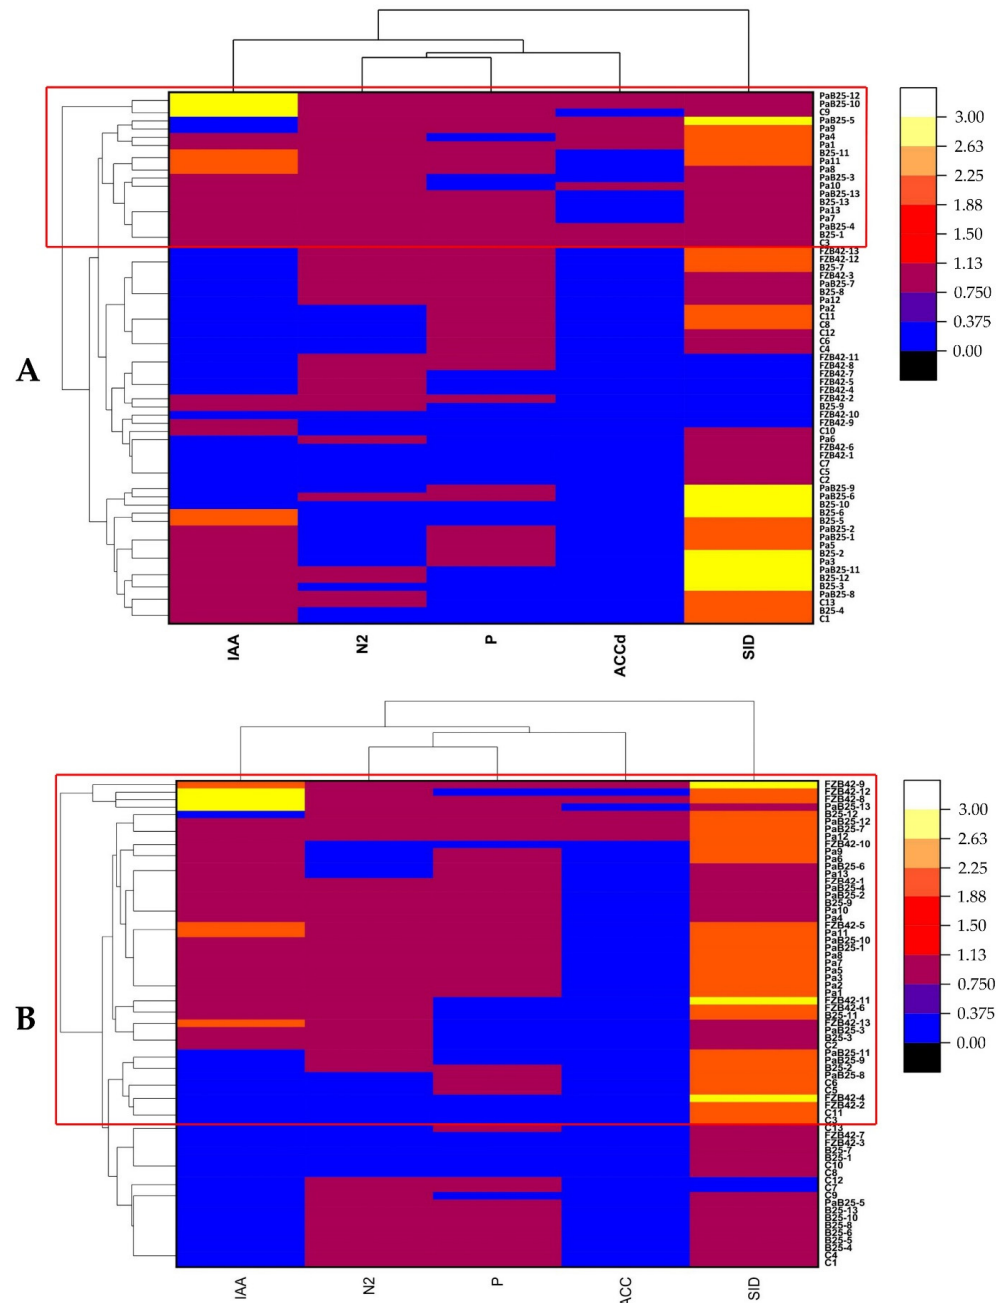 PaB25-12
PaB25-10
C9
PaB25-5
Pa9
Pa4
Pa1
B25-11
Pa11
Pa8
PaB25-3
Pa10
PaB25-13
B25-13
Pa13
Pa7
PaB25-4
B25-1
C3
FZB42-13
FZB42-12
B25-7
FZB42-3
PaB25-7
B25-8
Pa12
Pa2
C11
C8
C12
C6
C4
FZB42-11
FZB42-8
FZB42-7
FZB42-5
FZB42-4
FZB42-2
B25-9
FZB42-10
FZB42-9
C10
Pa6
FZB42-6
FZB42-1
C7
C5
C2
PaB25-9
PaB25-6
B25-10
B25-6
B25-5
PaB25-2
PaB25-1
Pa5
B25-2
Pa3
PaB25-11
B25-12
B25-3
PaB25-8
C13
B25-4
C1
3.00
2.63
2.25
1.88
1.50
1.13
0.750
0.375
0.00
A
IAA
N2
P
ACCd
SID
FZB42-9
FZB42-12
FZB42-8
PaB25-13
B25-12
PaB25-12
PaB25-7
Pa12
FZB42-10
Pa9
Pa6
PaB25-6
Pa13
FZB42-1
PaB25-4
PaB25-2
B25-9
Pa10
Pa4
FZB42-5
Pa11
PaB25-10
PaB25-1
Pa8
Pa7
Pa5
Pa3
Pa2
Pa1
FZB42-11
FZB42-6
B25-11
FZB42-13
PaB25-3
B25-3
C2
PaB25-11
PaB25-9
B25-2
PaB25-8
C6
C5
FZB42-4
FZB42-2
C11
C3
C13
FZB42-7
FZB42-3
B25-7
B25-1
C10
C8
C12
C7
C9
PaB25-5
B25-13
B25-10
B25-8
B25-6
B25-5
B25-4
C4
C1
3.00
2.63
2.25
1.88
1.50
1.13
0.750
0.375
0.00
B
IAA
N2
P
ACC
SID